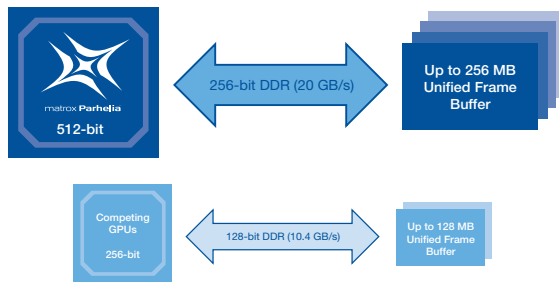 matrox Parhelia
512-bit
256-bit DDR (20 GB/s)
Up to 256 MB
Unified Frame
Buffer
Competing
GPUs
256-bit
128-bit DDR (10.4 GB/s)
Up to 128 MB
Unified Frame
Buffer